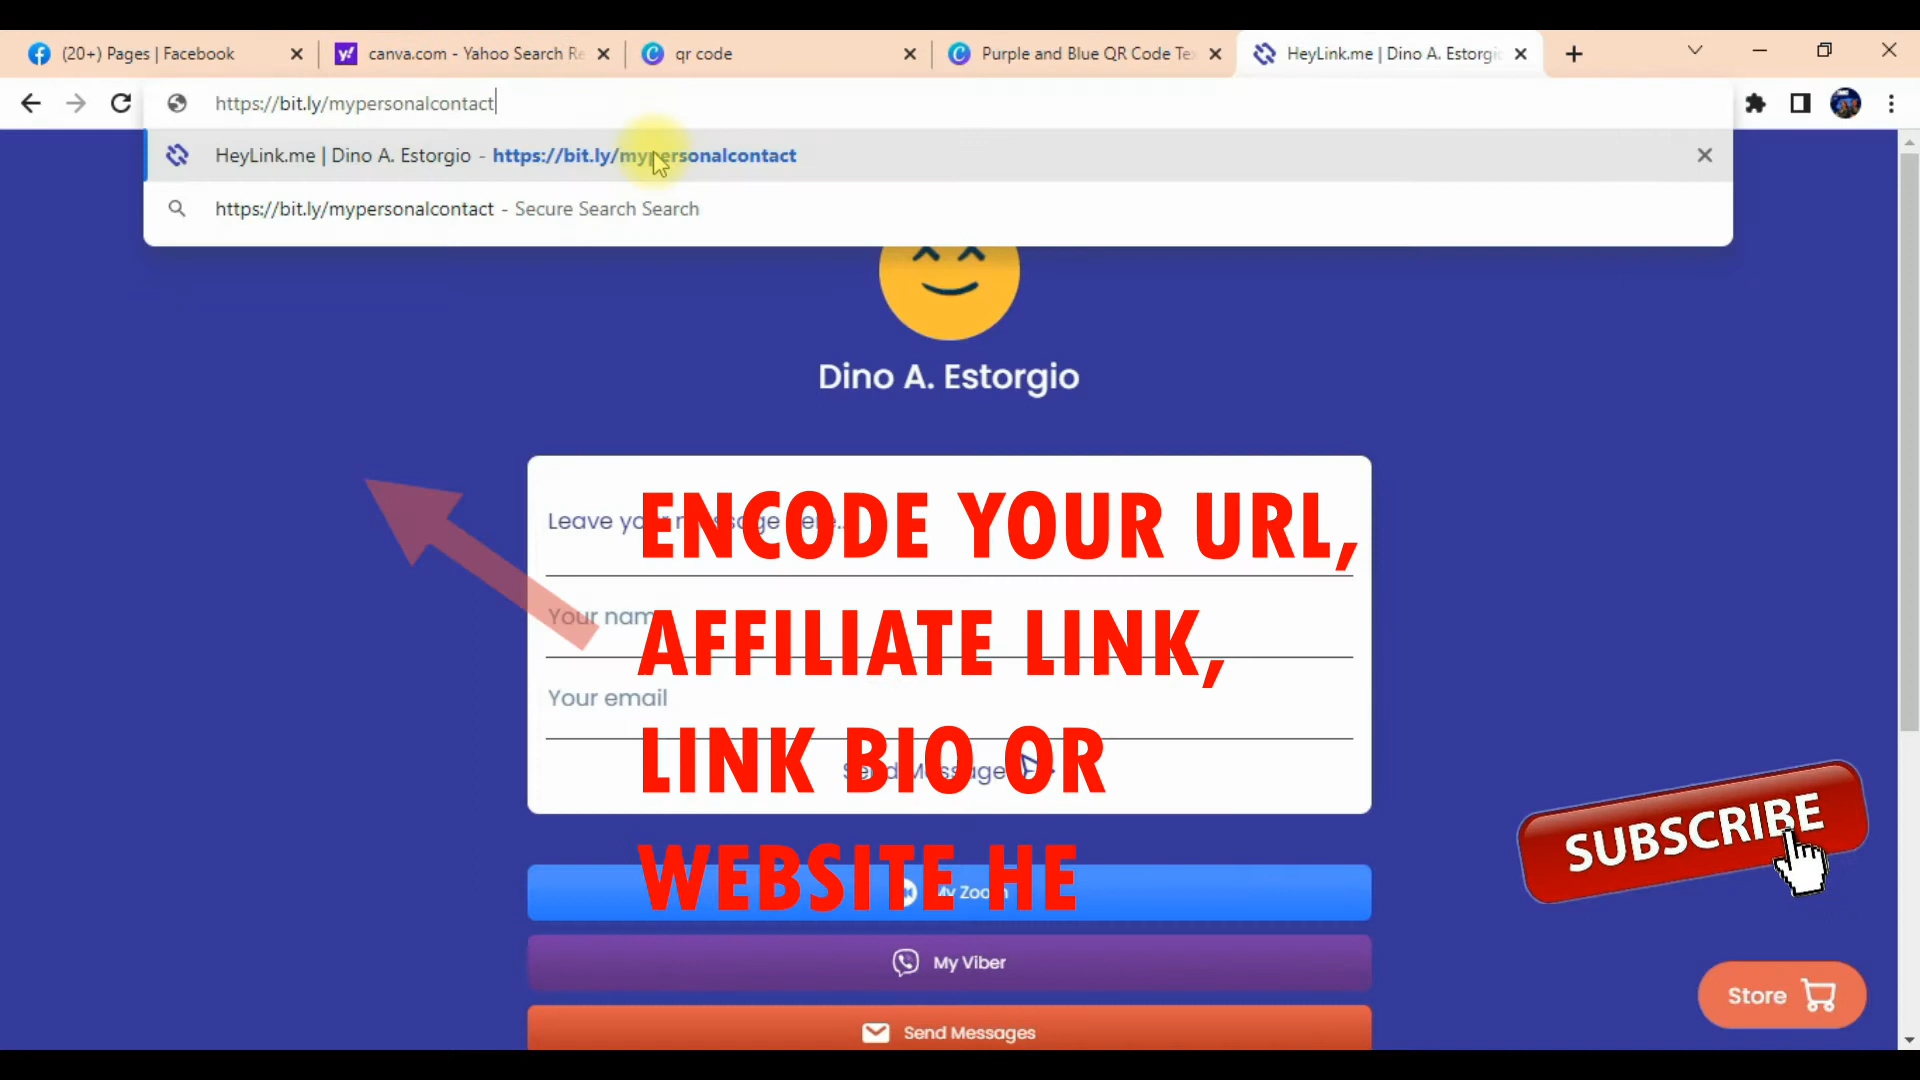 (20+) Pages | Facebook
canva.com - Yahoo Search Re
qr code
Purple and Blue QR Code Te
HeyLink.me | Dino A. Estorgi
https://bit.ly/mypersonalcontact
HeyLink.me | Dino A. Estorgio - https://bit.ly/mypersonalcontact
https://bit.ly/mypersonalcontact - Secure Search Search
Dino A. Estorgio
Leave your message here..
ENCODE YOUR URL,
Your name
AFFILIATE LINK,
Your email
LINK BIO OR
Send Message
WEBSITE HE
My Zoom
SUBSCRIBE
My Viber
Store
Send Messages